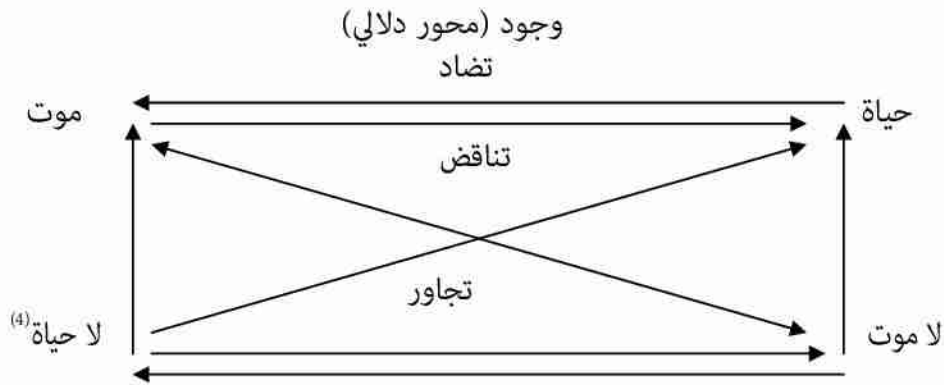 وجود (محور دلالي)
تضاد
حياة
موت
تناقض
تجاور
لا موت
لا حياة(4)